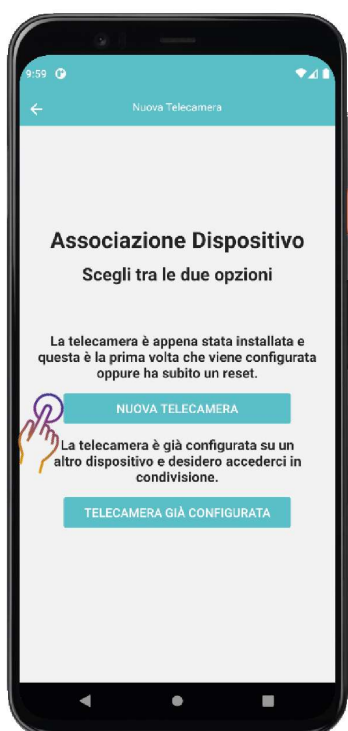 9:59
Nuova Telecamera
Associazione Dispositivo
Scegli tra le due opzioni
La telecamera è appena stata installata e
questa è la prima volta che viene configurata
oppure ha subito un reset.
NUOVA TELECAMERA
La telecamera è già configurata su un
altro dispositivo e desidero accederci in
condivisione.
TELECAMERA GIÀ CONFIGURATA